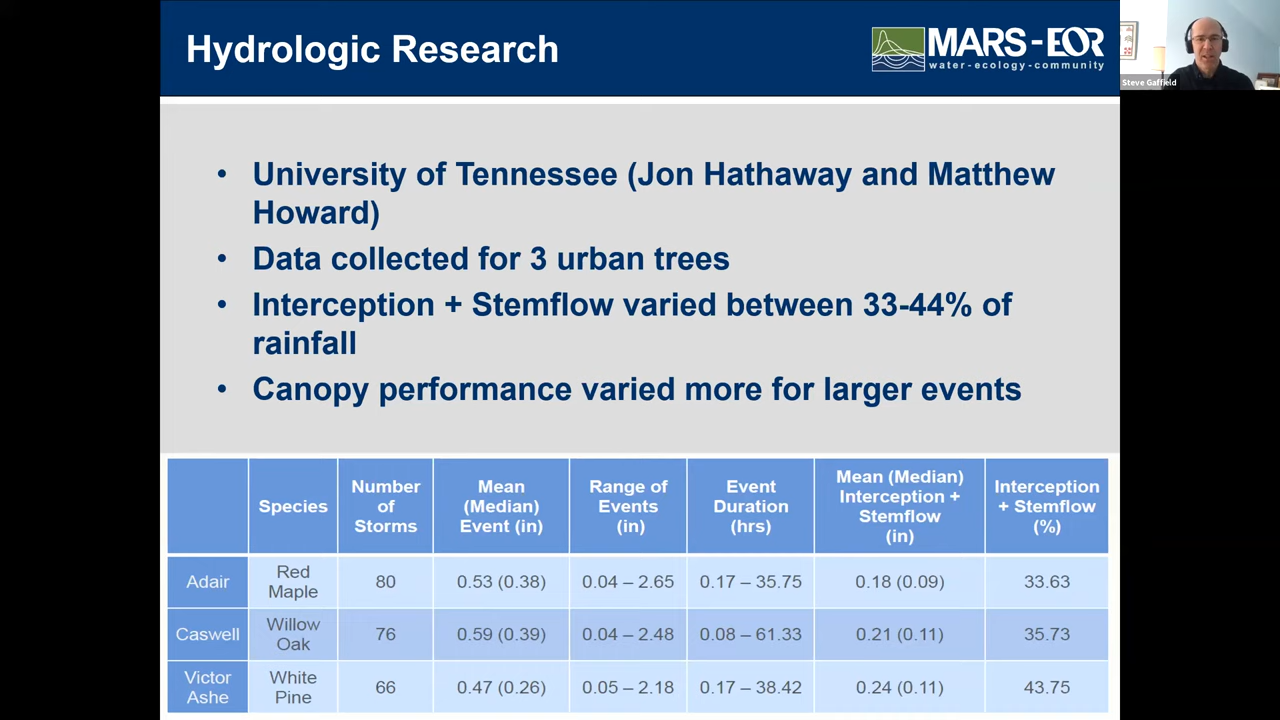 Hydrologic Research
MARS-EOR
water-ecology-community
Steve Gaffield
• University of Tennessee (Jon Hathaway and Matthew
Howard)
• Data collected for 3 urban trees
• Interception + Stemflow varied between 33-44% of
rainfall
• Canopy performance varied more for larger events
Species
Number
of
Storms
Mean
(Median)
Event (in)
Range of
Events
(in)
Event
Duration
(hrs)
Mean (Median)
Interception +
Stemflow
(in)
Interception
+ Stemflow
(%)
Adair
Red
Maple
80
0.53 (0.38)
0.04 – 2.65
0.17 – 35.75
0.18 (0.09)
33.63
Caswell
Willow
Oak
76
0.59 (0.39)
0.04 – 2.48
0.08 – 61.33
0.21 (0.11)
35.73
Victor
Ashe
White
Pine
66
0.47 (0.26)
0.05 – 2.18
0.17 – 38.42
0.24 (0.11)
43.75